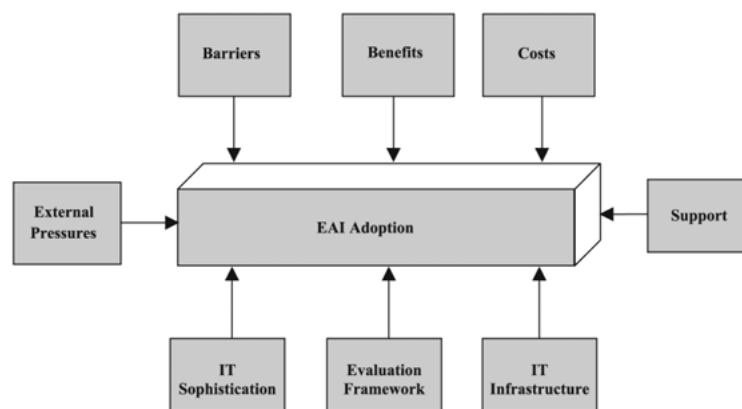 Barriers
Benefits
Costs
External
Pressures
EAI Adoption
Support
IT
Sophistication
Evaluation
Framework
IT
Infrastructure